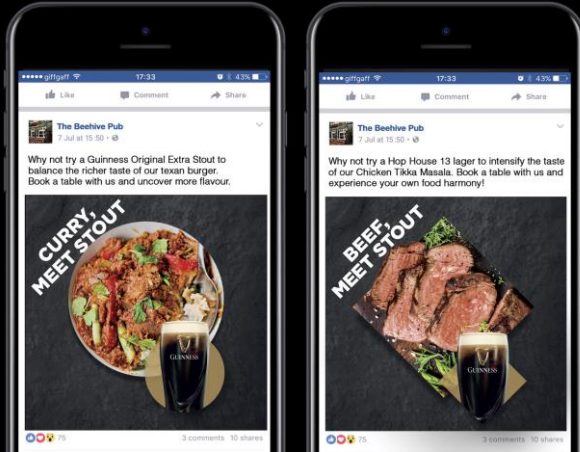 giffgaff 17:33 43%
Like Comment Share
The Beehive Pub
7 Jul at 15:50
Why not try a Guinness Original Extra Stout to
balance the richer taste of our texan burger.
Book a table with us and uncover more flavour.
CURRY,
MEET STOUT
GUINNESS
75 3 comments 10 shares
giffgaff 17:33 43%
Like Comment Share
The Beehive Pub
7 Jul at 15:50
Why not try a Hop House 13 lager to intensify the taste
of our Chicken Tikka Masala. Book a table with us and
experience your own food harmony!
BEEF,
MEET STOUT
GUINNESS
75 3 comments 10 shares